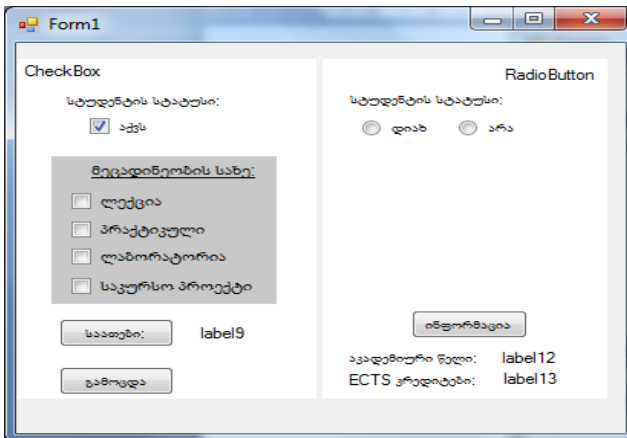 Form1
CheckBox
სტუდენტის სტატუსი:
აქვს
მეცადინეობის სახე:
ლექცია
პრაქტიკული
ლაბორატორია
საკურსო პროექტი
საათები:
label9
გამოცდა
RadioButton
სტუდენტის სტატუსი:
დიახ
არა
ინფორმაცია
აკადემიური წელი:
label12
ECTS კრედიტები:
label13